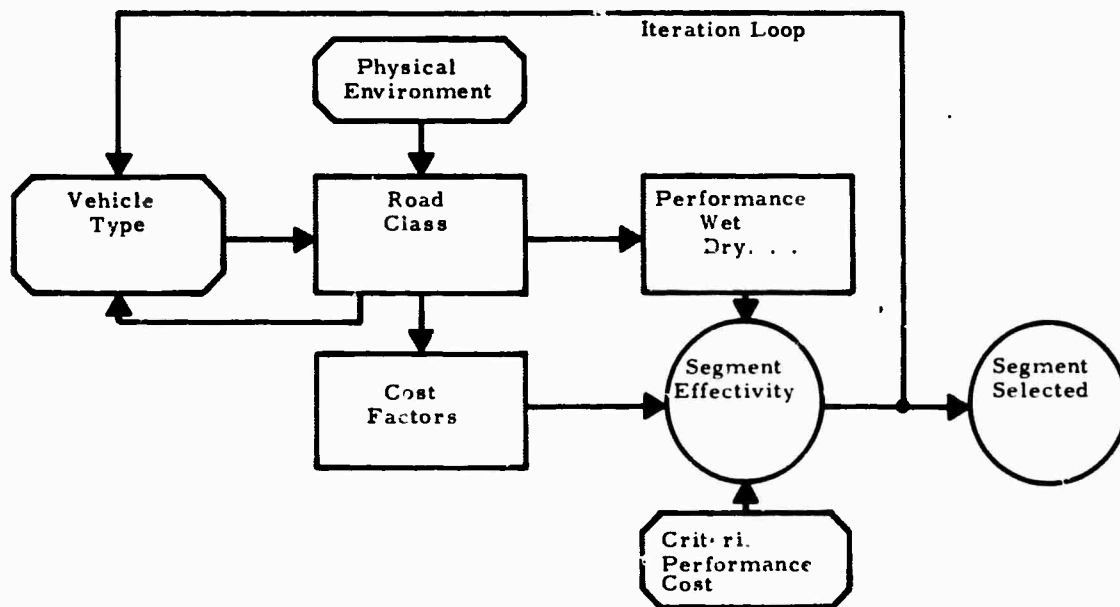 Iteration Loop
Physical
Environment
Vehicle
Type
Road
Class
Performance
Wet
Dry. . .
Cost
Factors
Segment
Effectivity
Segment
Selected
Performance
Cost